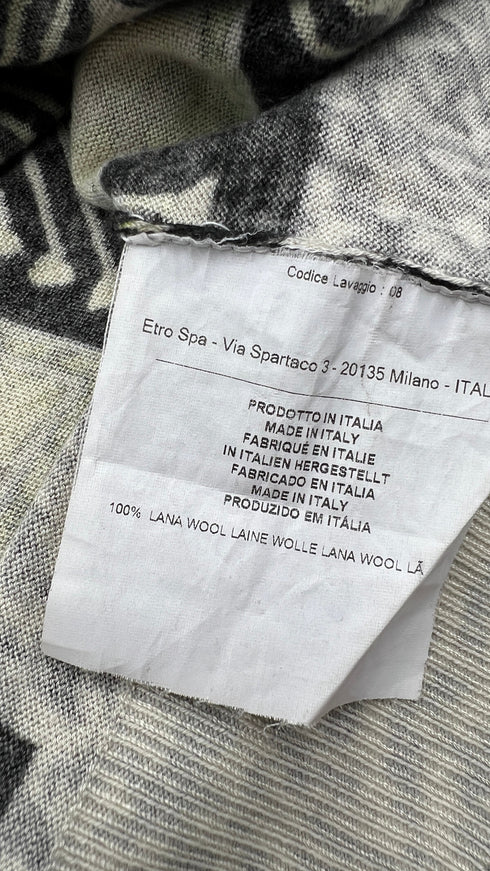 Codice Lavaggio : 08
Etro Spa - Via Spartaco 3 - 20135 Milano - ITAL
PRODOTTO IN ITALIA
MADE IN ITALY
FABRIQUÉ EN ITALIE
IN ITALIEN HERGESTELLT
FABRICADO EN ITALIA
MADE IN ITALY
PRODUZIDO EM ITÁLIA
100% LANA WOOL LAINE WOLLE LANA WOOL LÃ